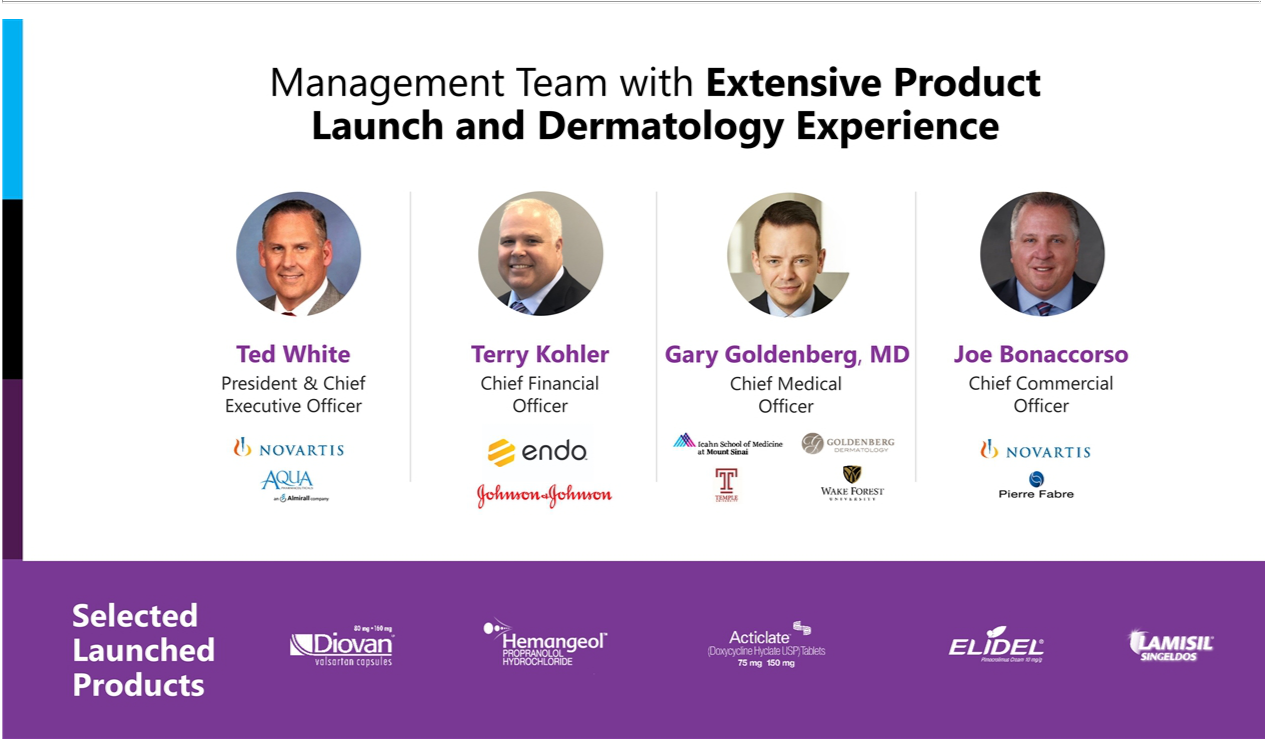 Management Team with Extensive Product
Launch and Dermatology Experience
Ted White
President & Chief
Executive Officer
NOVARTIS
AQUA
an Almirall company
Terry Kohler
Chief Financial
Officer
endo
Johnson & Johnson
Gary Goldenberg, MD
Chief Medical
Officer
Icahn School of Medicine
at Mount Sinai
GOLDENBERG
DERMATOLOGY
TEMPLE
WAKE FOREST
UNIVERSITY
Joe Bonaccorso
Chief Commercial
Officer
NOVARTIS
Pierre Fabre
Selected
Launched
Products
80 mg • 160 mg
Diovan
valsartan capsules
Hemangeol™
PROPRANOLOL
HYDROCHLORIDE
Acticlate
(Doxycycline Hyclate USP) Tablets
75 mg 150 mg
ELIDEL®
(Pimecrolimus) Cream
LAMISIL
SINGELDOS